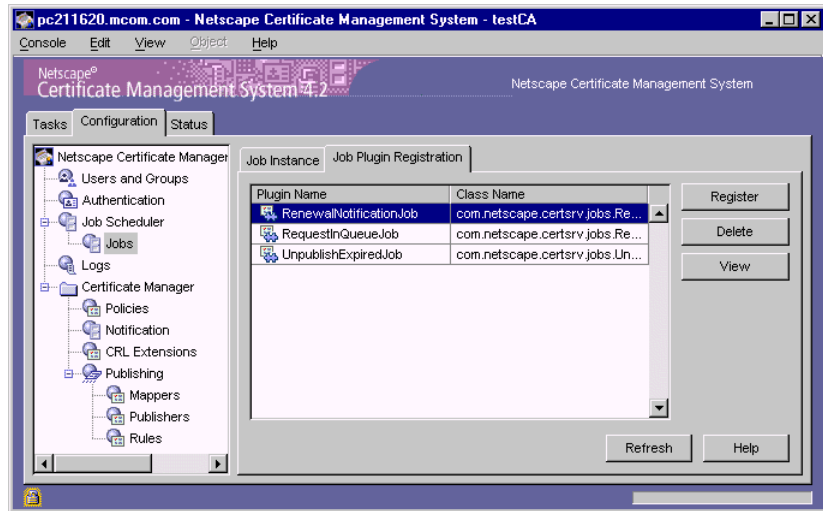 pc211620.mcom.com - Netscape Certificate Management System - testCA
Console Edit View Object Help
Netscape®
Certificate Management System 4.2
Netscape Certificate Management System
Tasks Configuration Status
Netscape Certificate Manager
Users and Groups
Authentication
Job Scheduler
Jobs
Logs
Certificate Manager
Policies
Notification
CRL Extensions
Publishing
Mappers
Publishers
Rules
Job Instance Job Plugin Registration
Plugin Name Class Name
RenewalNotificationJob com.netscape.certsrv.jobs.Re...
RequestInQueueJob com.netscape.certsrv.jobs.Re...
UnpublishExpiredJob com.netscape.certsrv.jobs.Un...
Register
Delete
View
Refresh Help